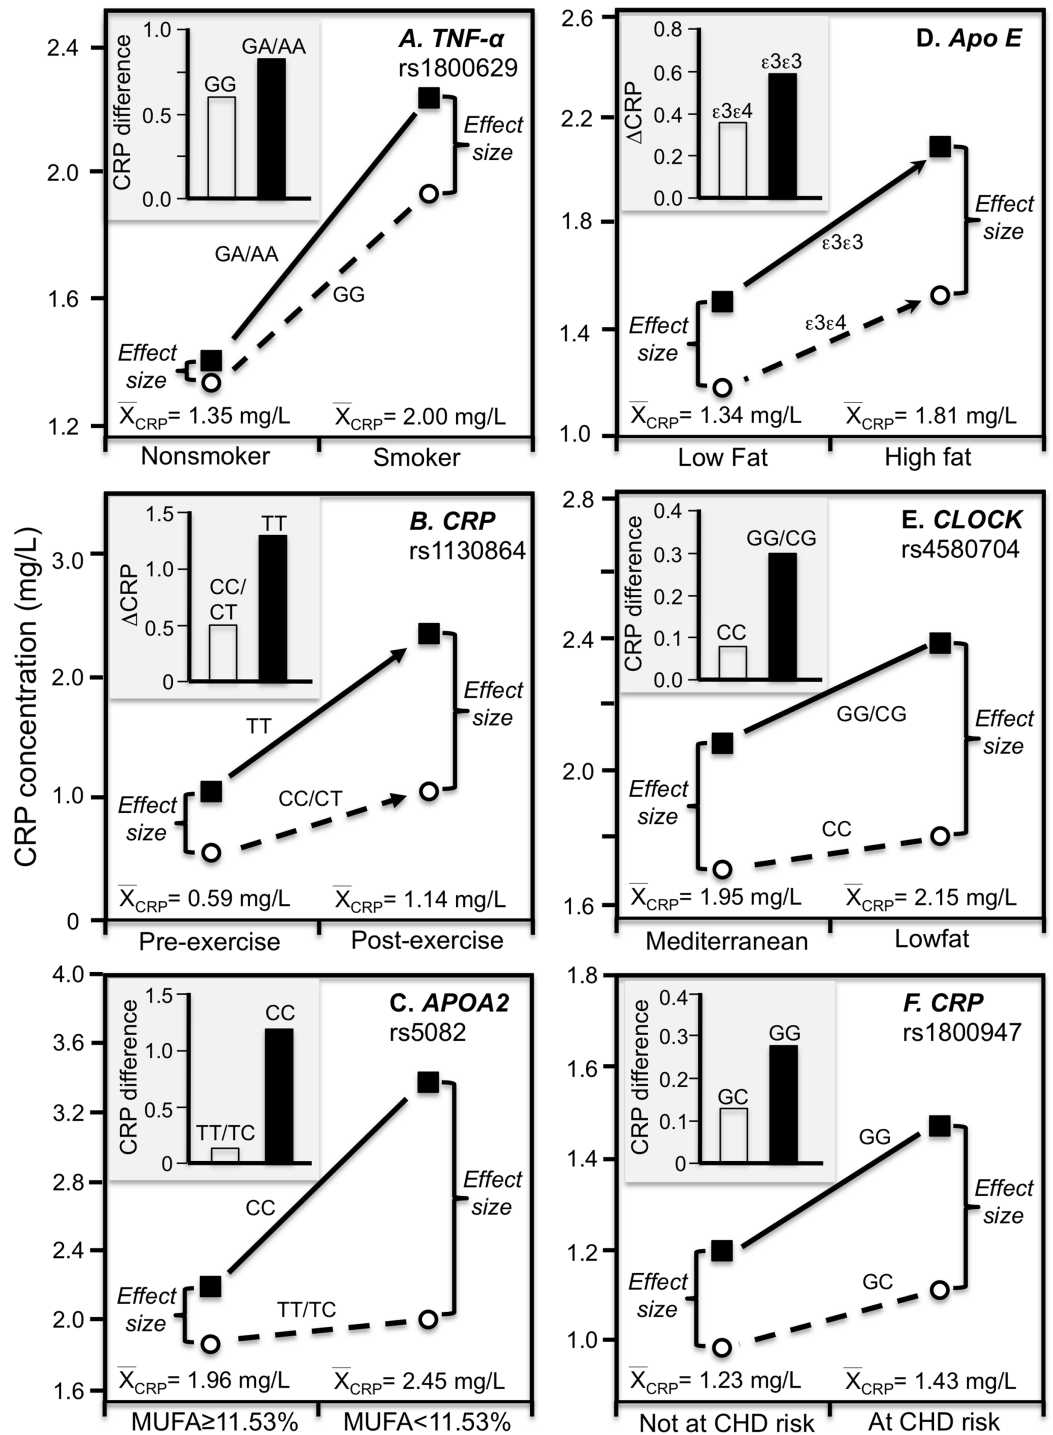 CRP concentration (mg/L)
A. TNF-α
rs1800629
2.4
2.0
1.6
1.2
CRP difference
1.0
0.5
0.0
GG
GA/AA
GA/AA
GG
Effect
size
Effect
size
X̅CRP= 1.35 mg/L
X̅CRP= 2.00 mg/L
Nonsmoker
Smoker
D. Apo E
2.6
2.2
1.8
1.4
1.0
ΔCRP
0.8
0.6
0.4
0.2
0.0
ε3ε4
ε3ε3
ε3ε3
ε3ε4
Effect
size
Effect
size
X̅CRP= 1.34 mg/L
X̅CRP= 1.81 mg/L
Low Fat
High fat
B. CRP
rs1130864
3.0
2.0
1.0
0
ΔCRP
1.5
1.0
0.5
0
CC/
CT
TT
TT
CC/CT
Effect
size
Effect
size
X̅CRP= 0.59 mg/L
X̅CRP= 1.14 mg/L
Pre-exercise
Post-exercise
E. CLOCK
rs4580704
2.8
2.4
2.0
1.6
CRP difference
0.4
0.3
0.2
0.1
0.0
CC
GG/CG
GG/CG
CC
Effect
size
Effect
size
X̅CRP= 1.95 mg/L
X̅CRP= 2.15 mg/L
Mediterranean
Lowfat
C. APOA2
rs5082
4.0
3.6
3.2
2.8
2.4
2.0
1.6
CRP difference
1.5
1.0
0.5
0
TT/TC
CC
CC
TT/TC
Effect
size
Effect
size
X̅CRP= 1.96 mg/L
X̅CRP= 2.45 mg/L
MUFA≥11.53%
MUFA<11.53%
F. CRP
rs1800947
1.8
1.6
1.4
1.2
1.0
CRP difference
0.4
0.3
0.2
0.1
0
GC
GG
GG
GC
Effect
size
Effect
size
X̅CRP= 1.23 mg/L
X̅CRP= 1.43 mg/L
Not at CHD risk
At CHD risk